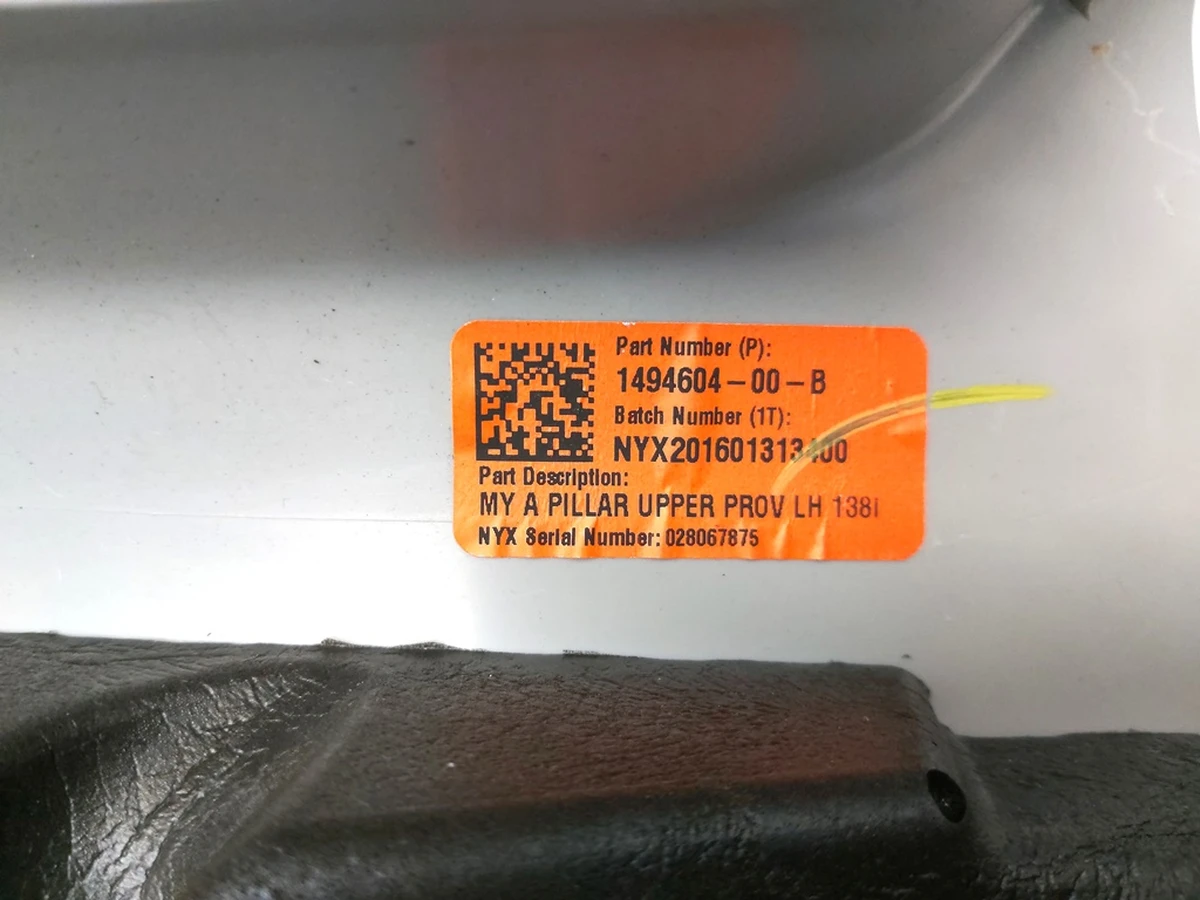 Part Number (P):
1494604-00-B
Batch Number (1T):
NYX201601313400
Part Description:
MY A PILLAR UPPER PROV LH 138i
NYX Serial Number: 028067875